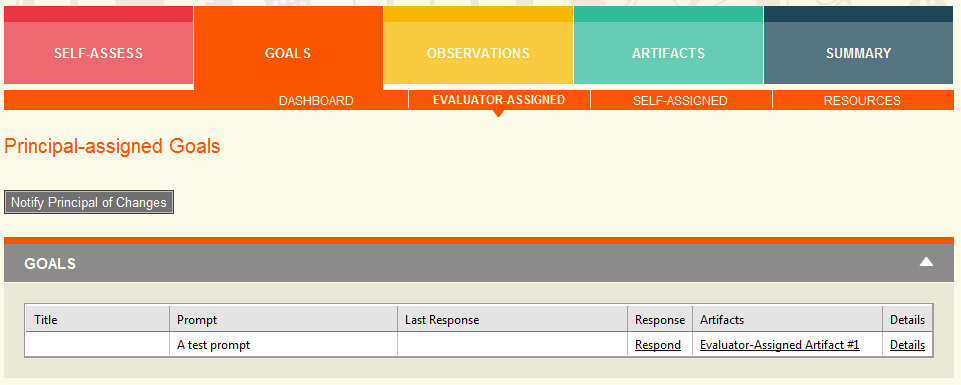 SELF-ASSESS GOALS OBSERVATIONS ARTIFACTS SUMMARY
DASHBOARD EVALUATOR-ASSIGNED SELF-ASSIGNED RESOURCES
Principal-assigned Goals
Notify Principal of Changes
GOALS
Title Prompt Last Response Response Artifacts Details
A test prompt Respond Evaluator-Assigned Artifact #1 Details